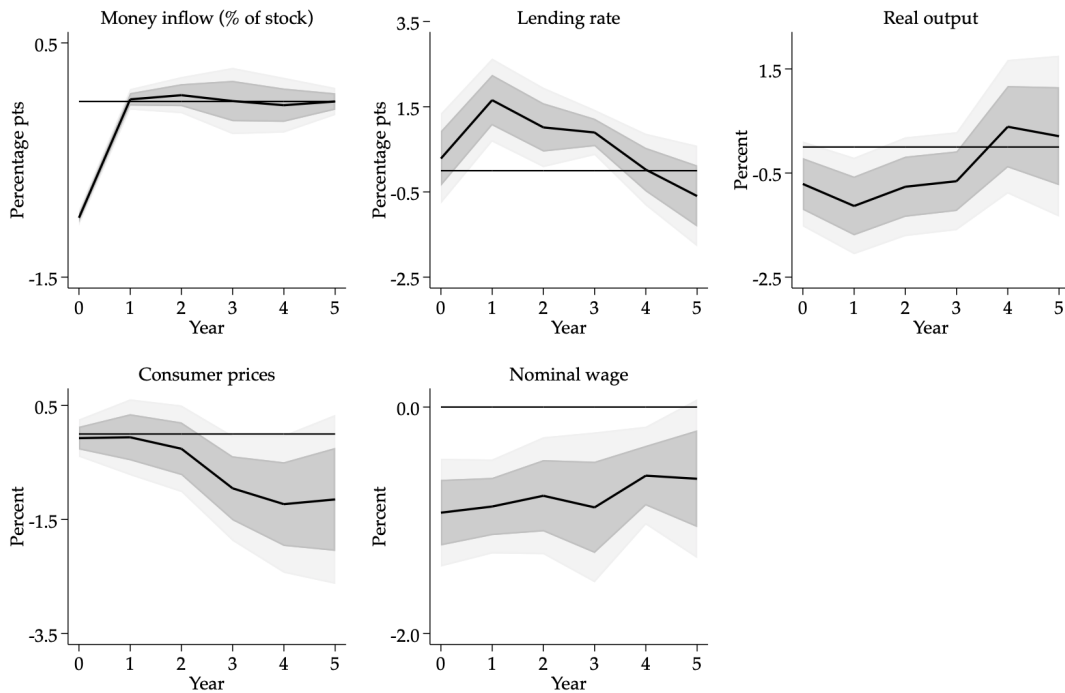 Money inflow (% of stock)
Percentage pts
0.5
-1.5
0 1 2 3 4 5
Year
Lending rate
Percentage pts
3.5
1.5
-0.5
-2.5
0 1 2 3 4 5
Year
Real output
Percent
1.5
-0.5
-2.5
0 1 2 3 4 5
Year
Consumer prices
Percent
0.5
-1.5
-3.5
0 1 2 3 4 5
Year
Nominal wage
Percent
0.0
-2.0
0 1 2 3 4 5
Year